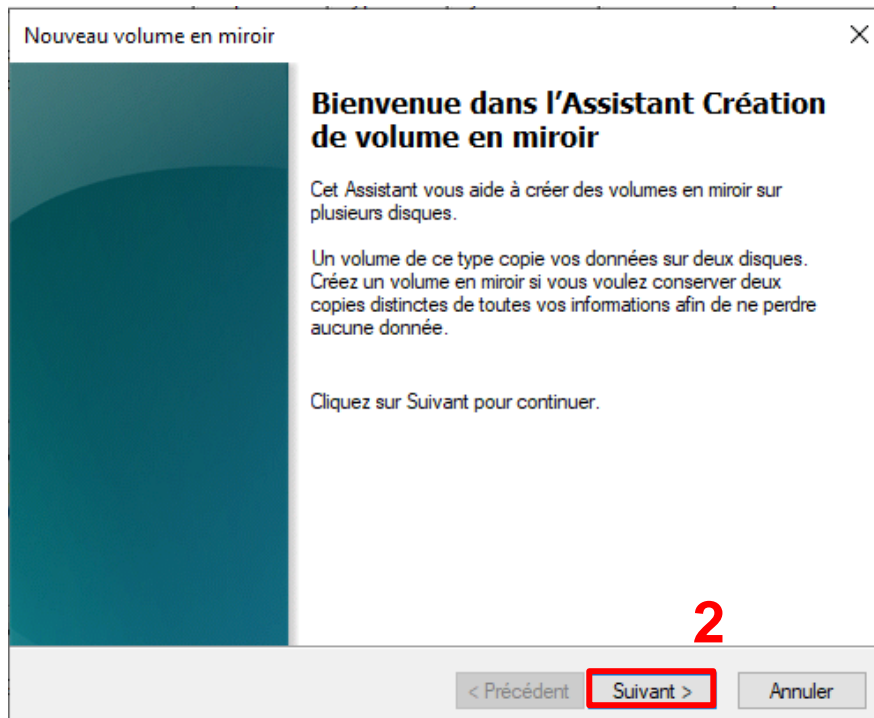 Nouveau volume en miroir
Bienvenue dans l’Assistant Création
de volume en miroir
Cet Assistant vous aide à créer des volumes en miroir sur
plusieurs disques.
Un volume de ce type copie vos données sur deux disques.
Créez un volume en miroir si vous voulez conserver deux
copies distinctes de toutes vos informations afin de ne perdre
aucune donnée.
Cliquez sur Suivant pour continuer.
2
< Précédent Suivant > Annuler